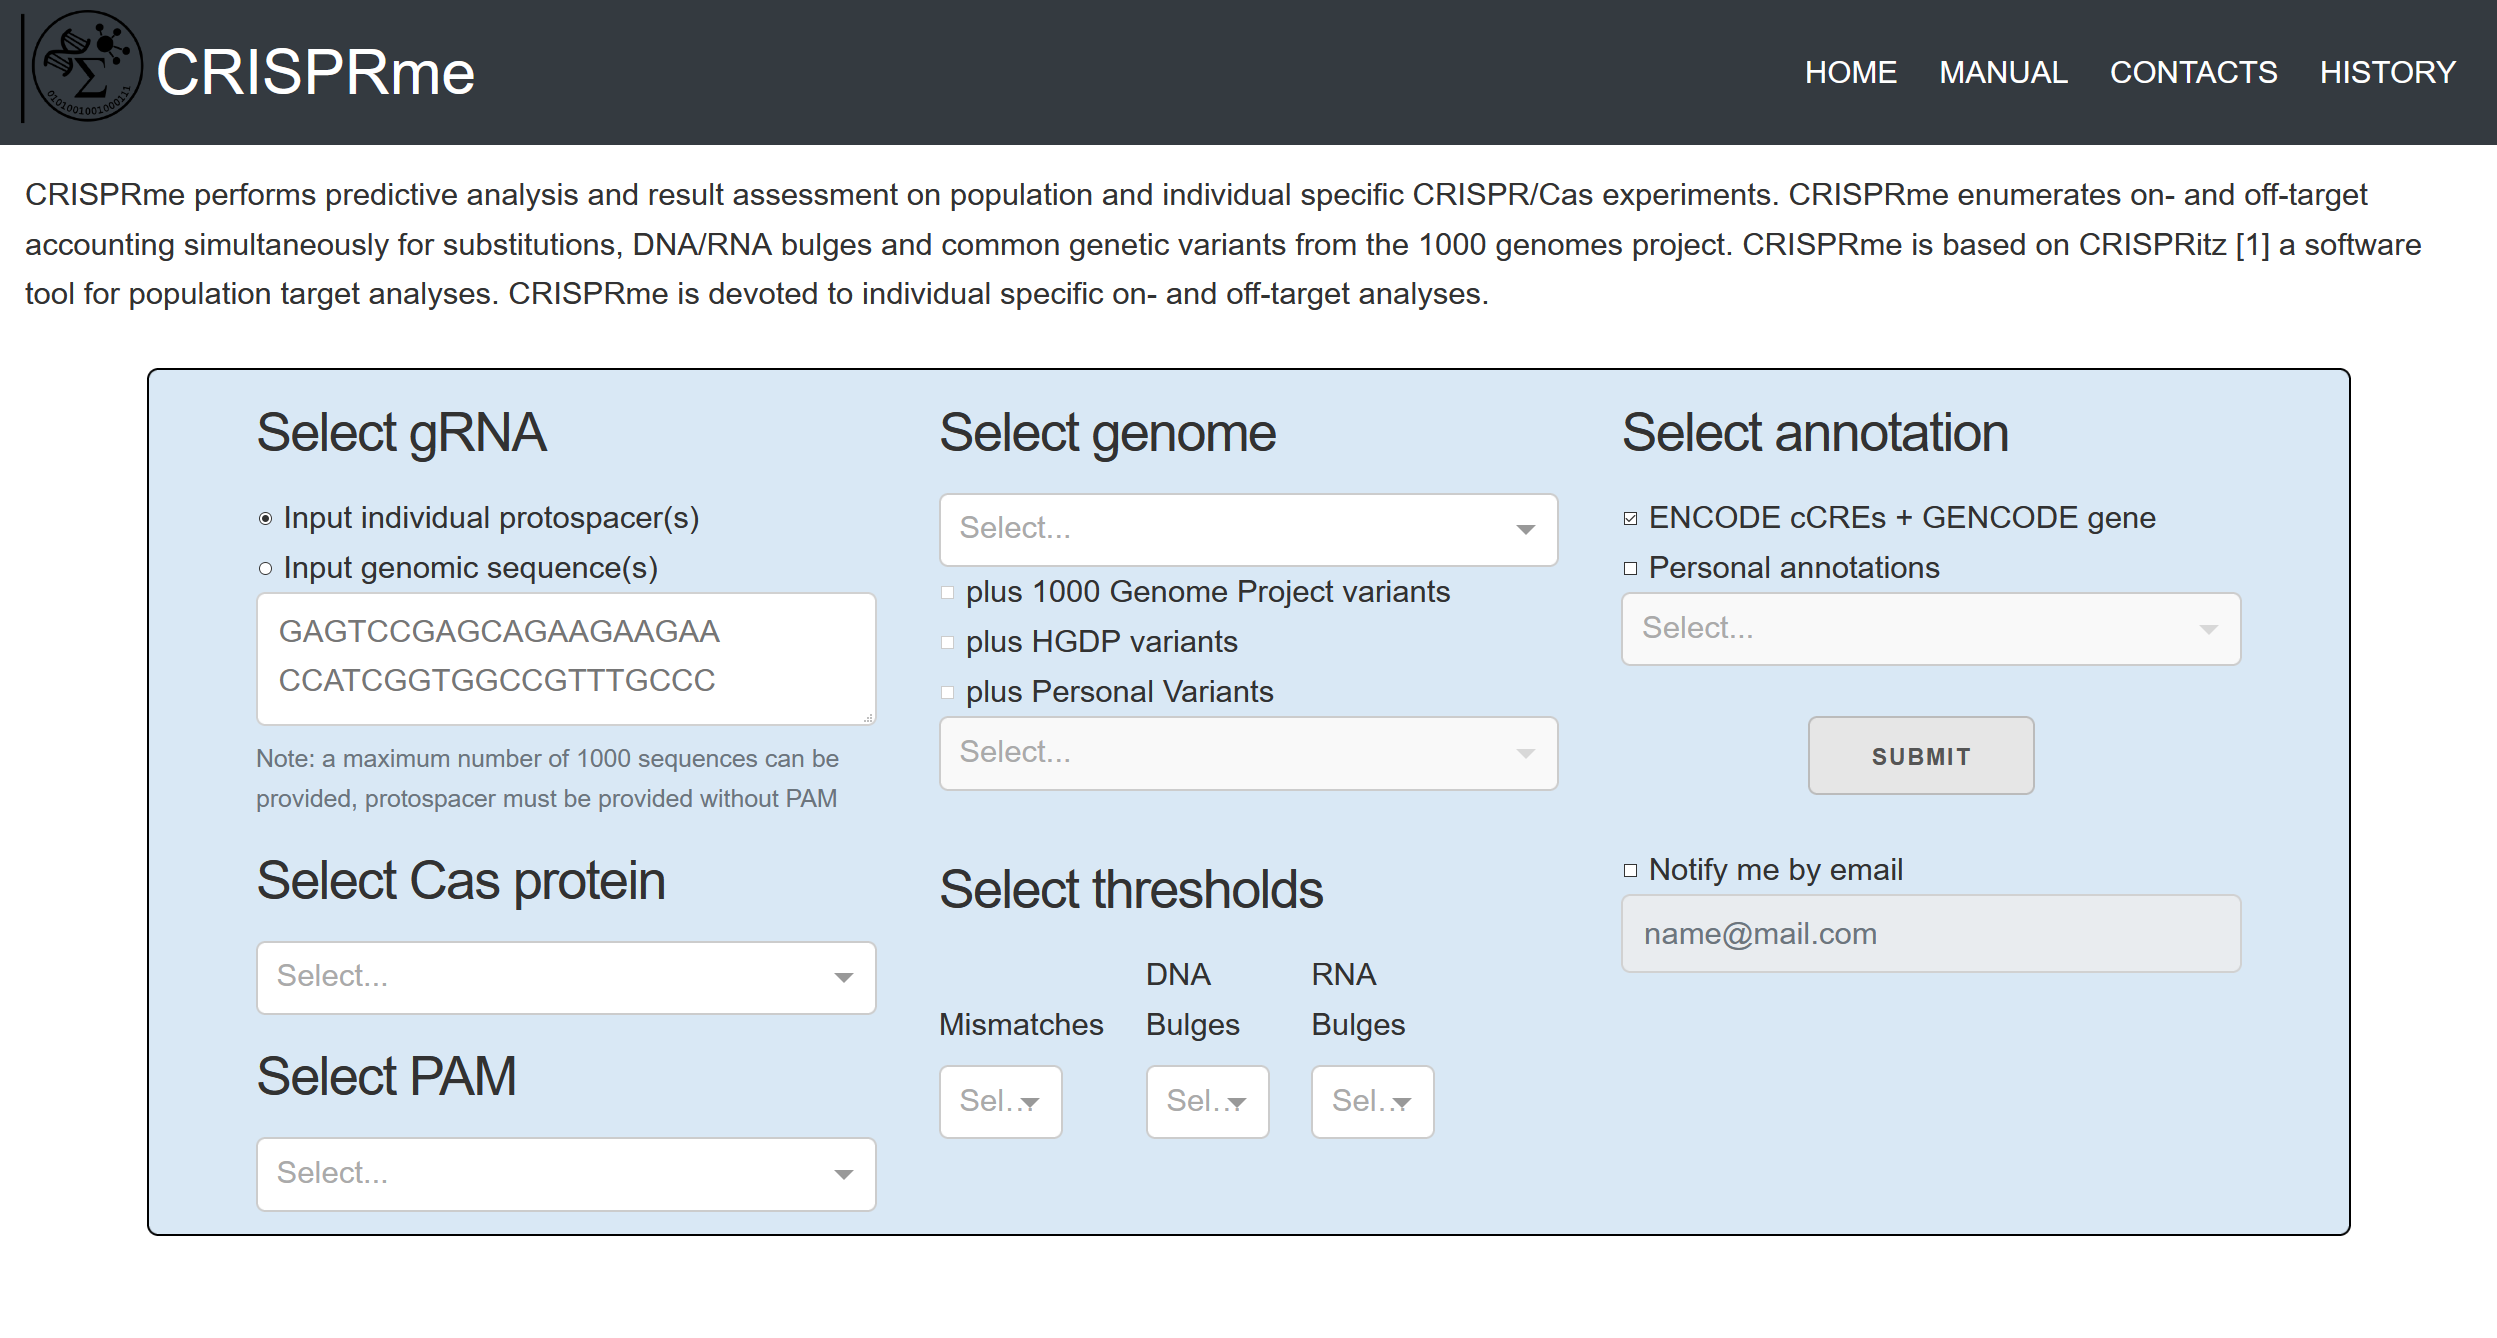 0101001001000111
CRISPRme
HOME MANUAL CONTACTS HISTORY
CRISPRme performs predictive analysis and result assessment on population and individual specific CRISPR/Cas experiments. CRISPRme enumerates on- and off-target
accounting simultaneously for substitutions, DNA/RNA bulges and common genetic variants from the 1000 genomes project. CRISPRme is based on CRISPRitz [1] a software
tool for population target analyses. CRISPRme is devoted to individual specific on- and off-target analyses.
Select gRNA
Input individual protospacer(s)
Input genomic sequence(s)
GAGTCCGAGCAGAAGAAGAA
CCATCGGTGGCCGTTTGCCC
Note: a maximum number of 1000 sequences can be
provided, protospacer must be provided without PAM
Select Cas protein
Select...
Select PAM
Select...
Select genome
Select...
plus 1000 Genome Project variants
plus HGDP variants
plus Personal Variants
Select...
Select thresholds
Mismatches
Sel...
DNA
Bulges
Sel...
RNA
Bulges
Sel...
Select annotation
ENCODE cCREs + GENCODE gene
Personal annotations
Select...
SUBMIT
Notify me by email
name@mail.com